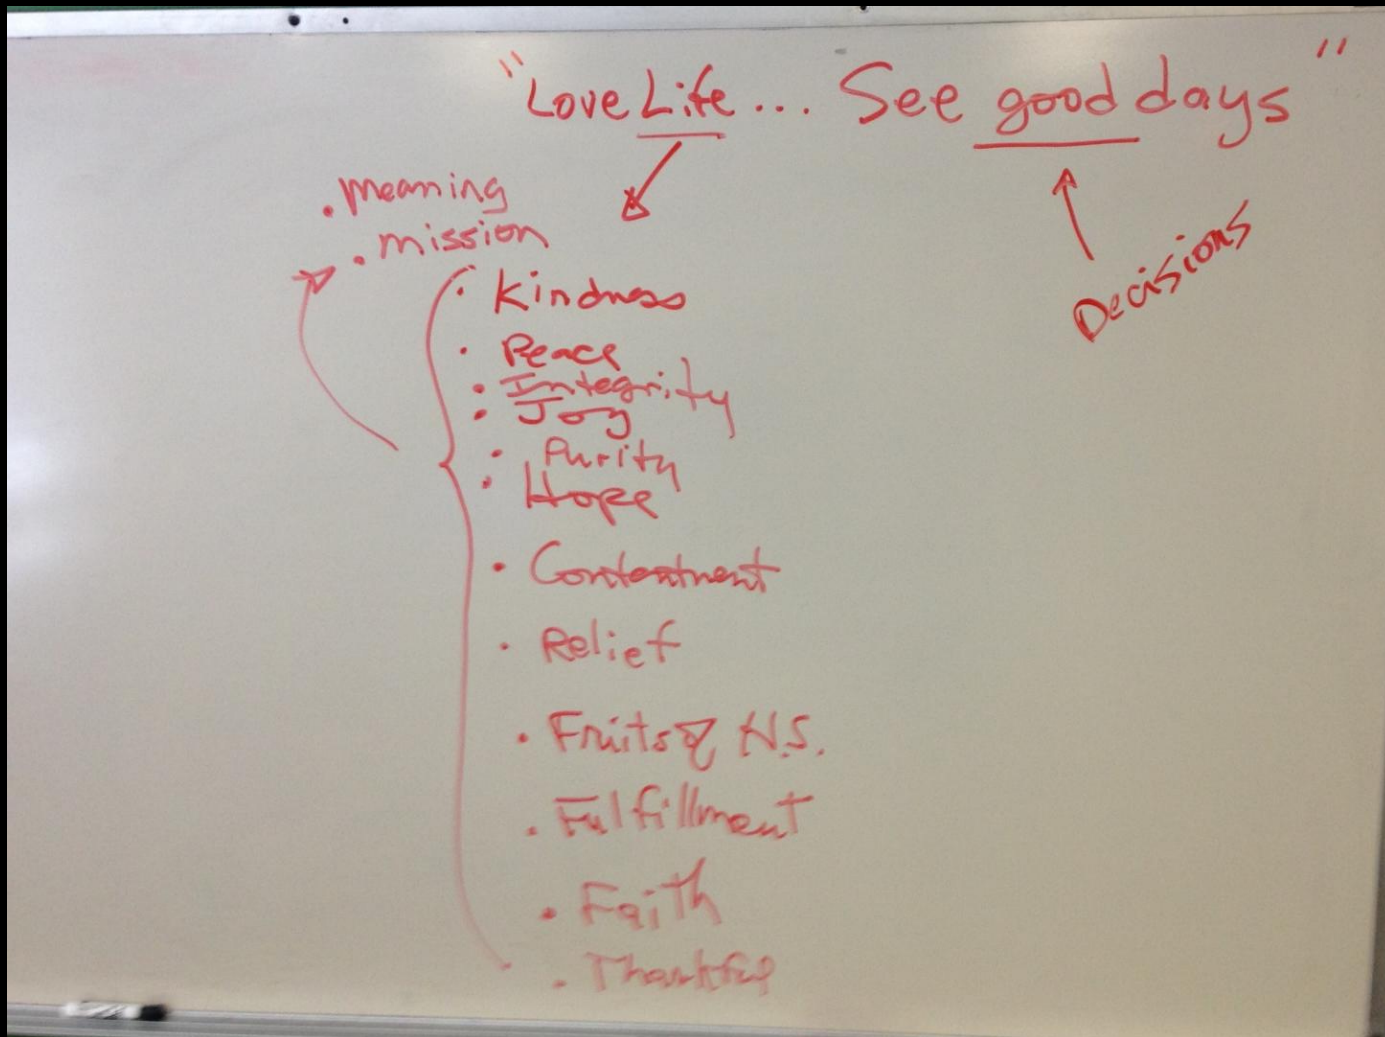 "Love Life... See good days"
. meaning
. mission
Decisions
. Kindness
. Peace
. Integrity
. Joy
. Purity
. Hope
. Contentment
. Relief
. Fruits of H.S.
. Fulfillment
. Faith
. Thankful